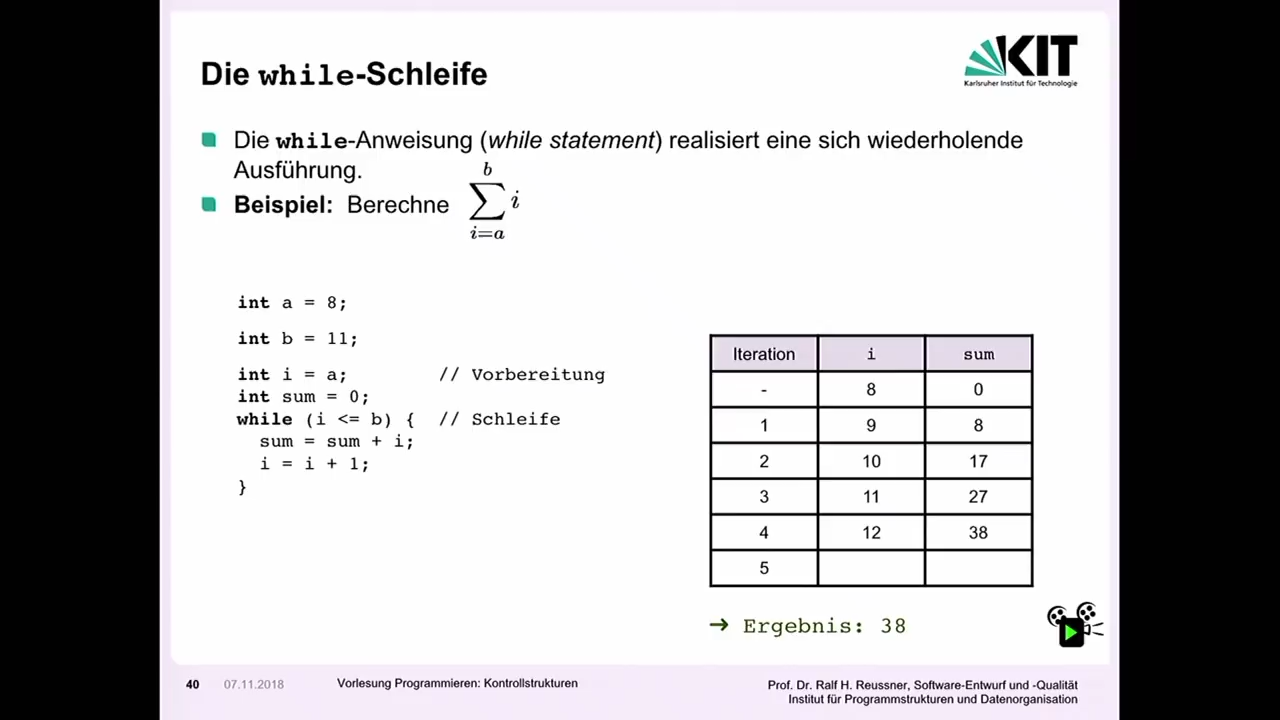 Die while-Schleife
KIT
Karlsruher Institut für Technologie
Die while-Anweisung (while statement) realisiert eine sich wiederholende
Ausführung.
Beispiel: Berechne ∑_{i=a}^{b} i
int a = 8;
int b = 11;
int i = a; // Vorbereitung
int sum = 0;
while (i <= b) { // Schleife
sum = sum + i;
i = i + 1;
}
Iteration i sum
- 8 0
1 9 8
2 10 17
3 11 27
4 12 38
5
→ Ergebnis: 38
40 07.11.2018 Vorlesung Programmieren: Kontrollstrukturen
Prof. Dr. Ralf H. Reussner, Software-Entwurf und -Qualität
Institut für Programmstrukturen und Datenorganisation